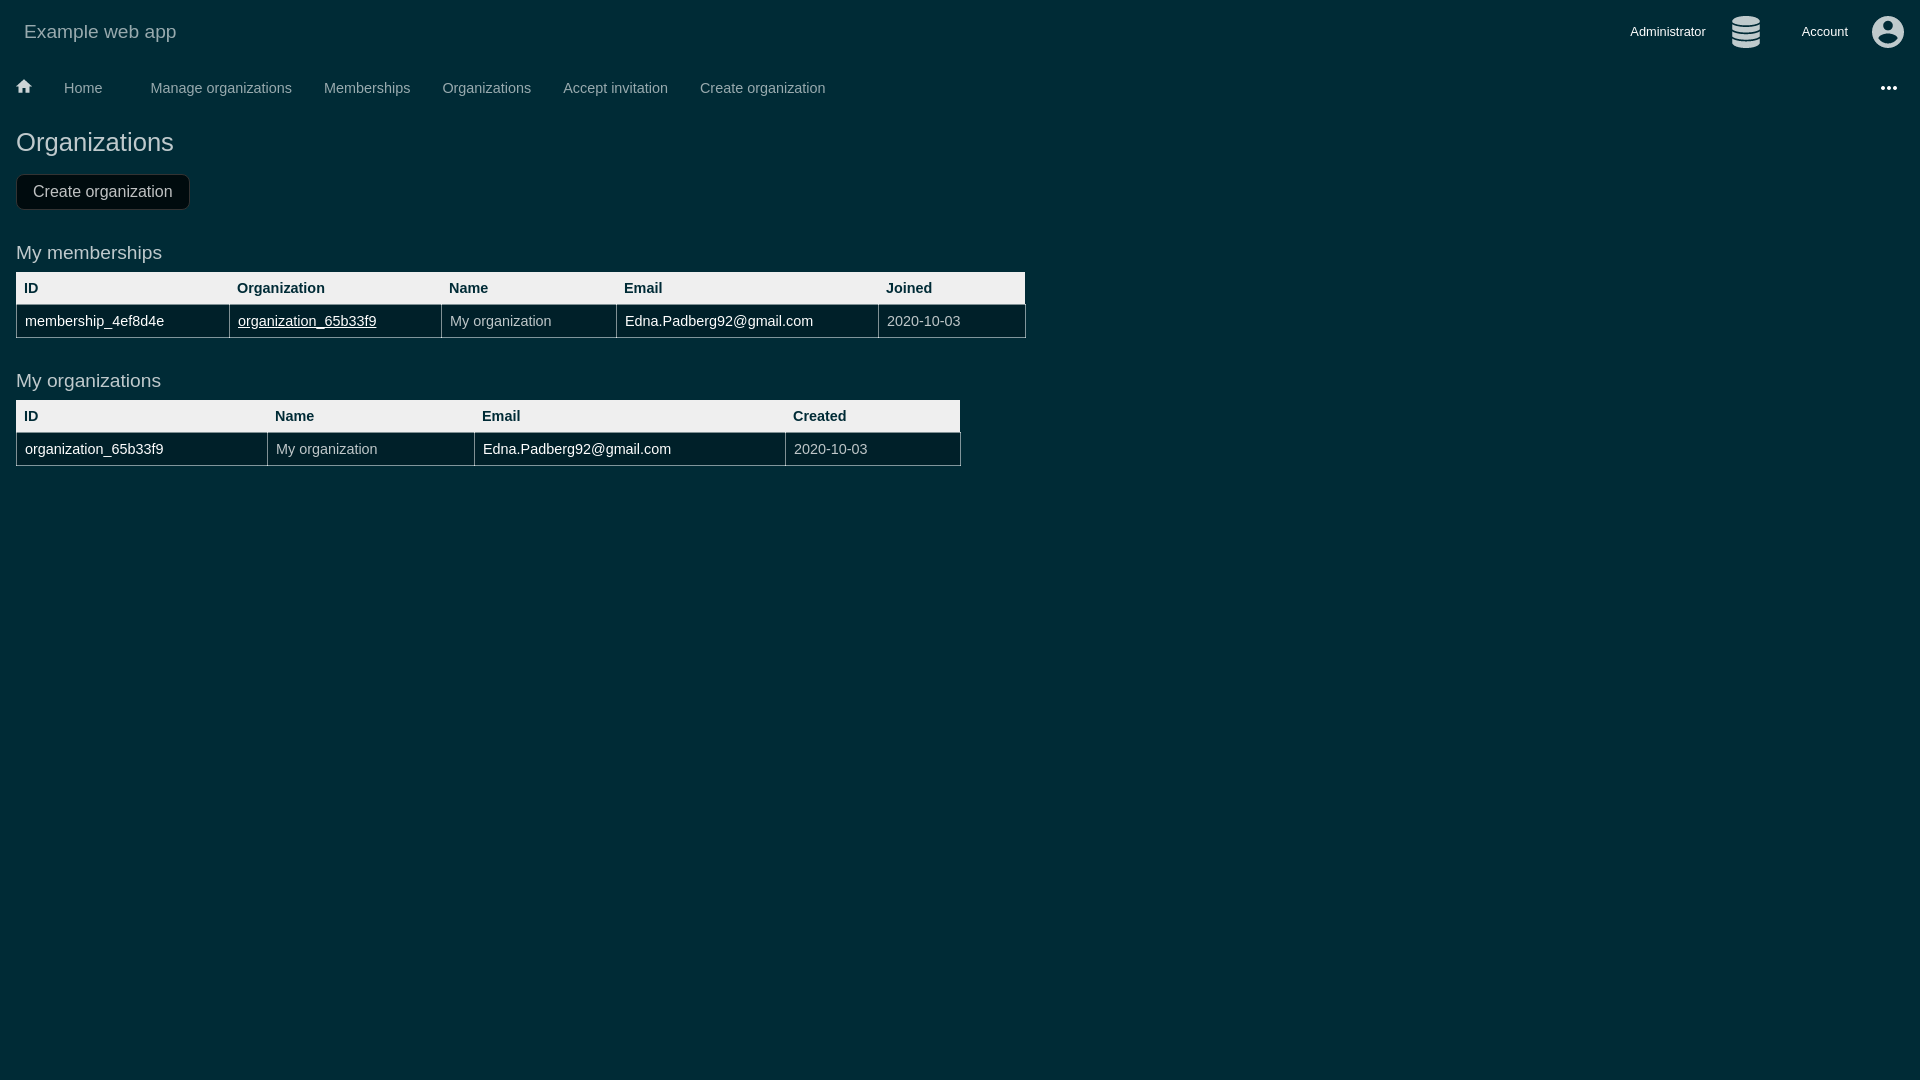 Example web app
Administrator
Account
Home
Manage organizations
Memberships
Organizations
Accept invitation
Create organization
Organizations
Create organization
My memberships
ID Organization Name Email Joined
membership_4ef8d4e organization_65b33f9 My organization Edna.Padberg92@gmail.com 2020-10-03
My organizations
ID Name Email Created
organization_65b33f9 My organization Edna.Padberg92@gmail.com 2020-10-03